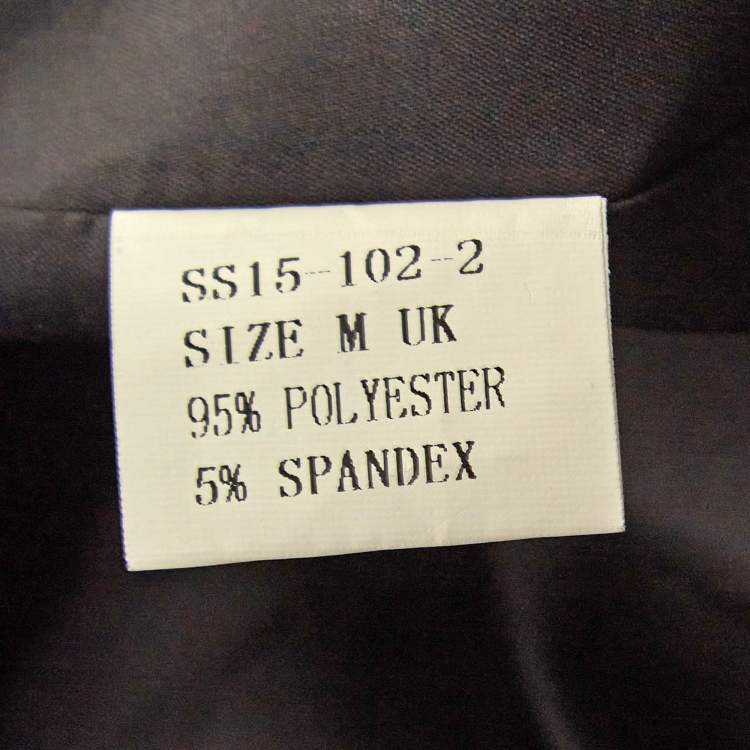 SS15-102-2
SIZE M UK
95% POLYESTER
5% SPANDEX